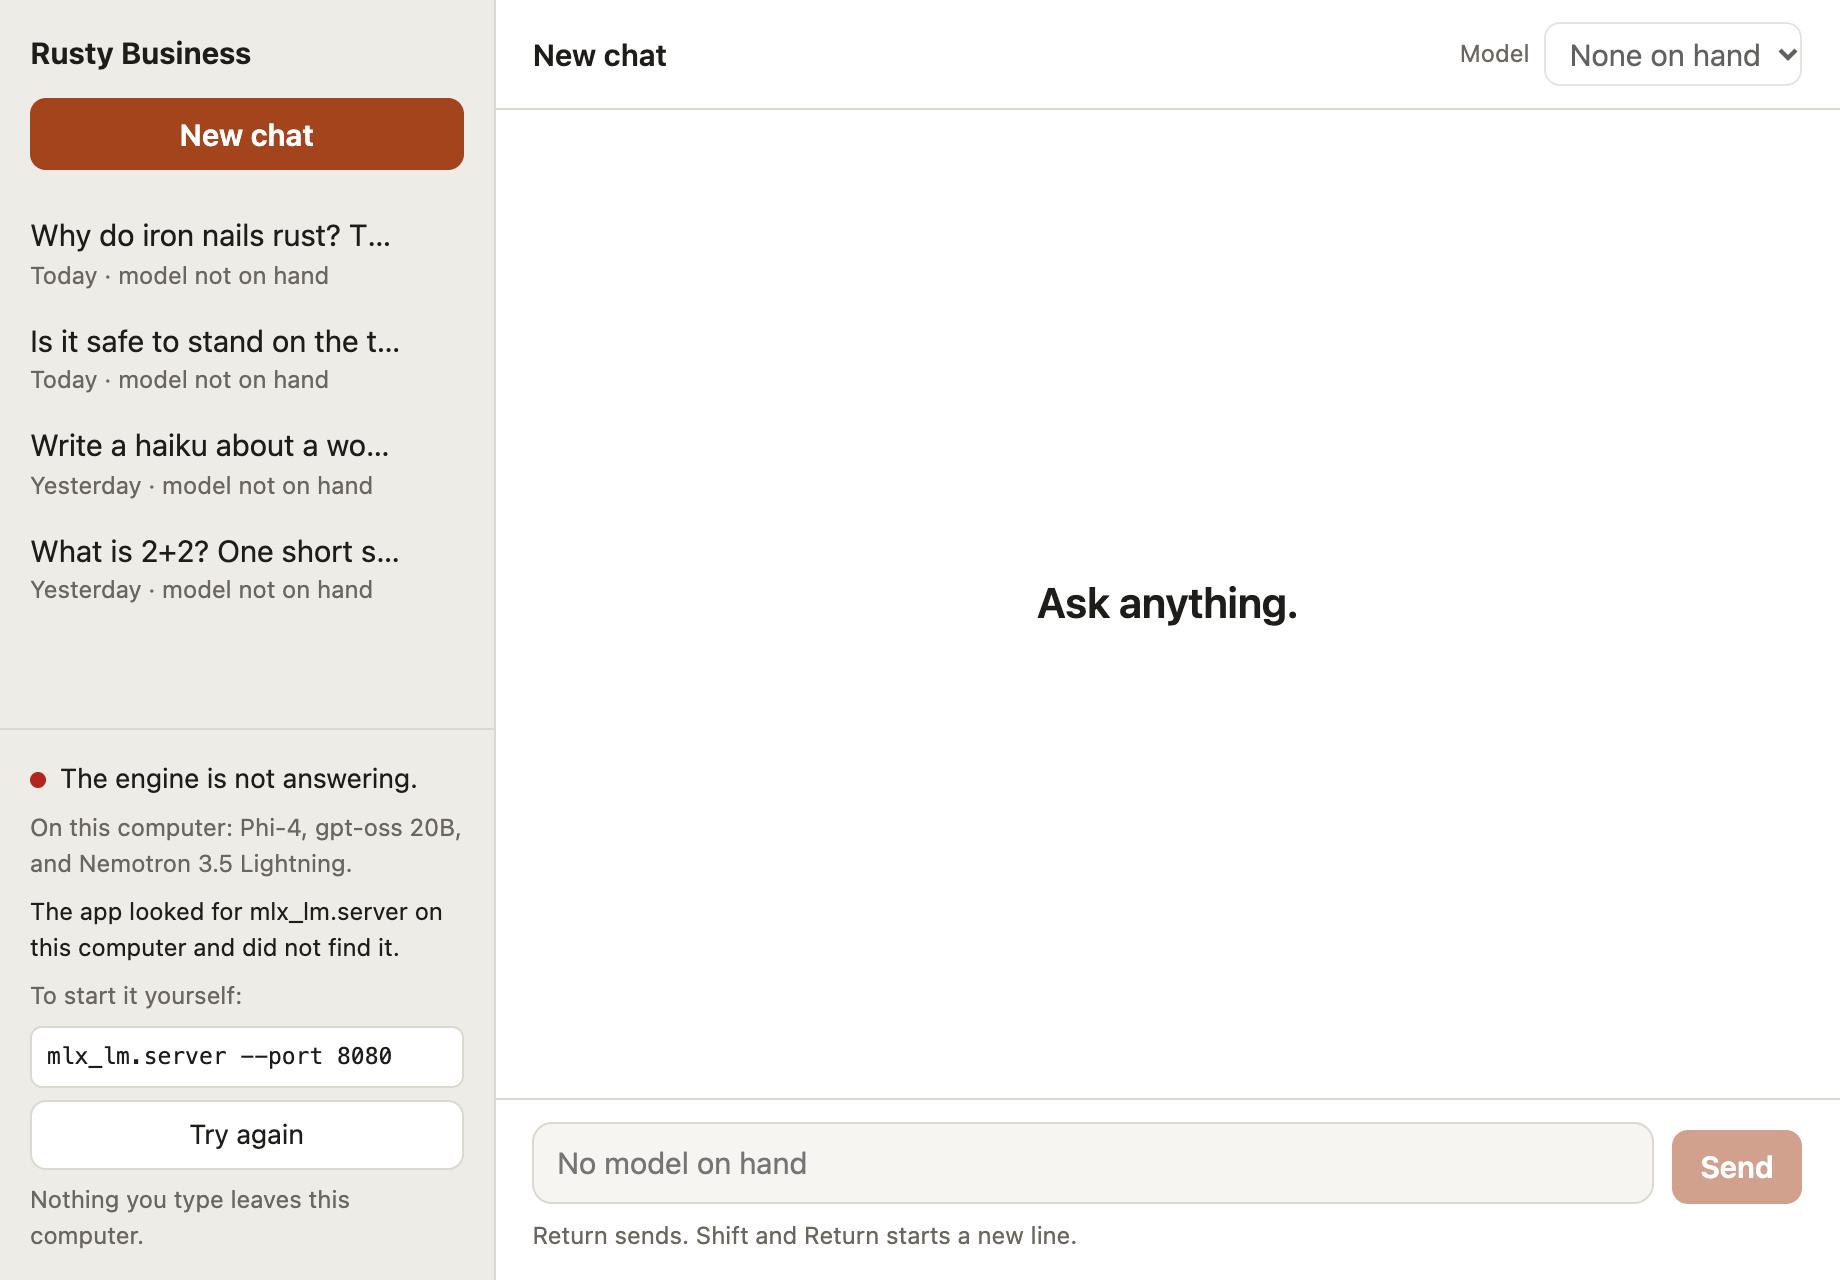 Rusty Business
New chat
Why do iron nails rust? T...
Today · model not on hand
Is it safe to stand on the t...
Today · model not on hand
Write a haiku about a wo...
Yesterday · model not on hand
What is 2+2? One short s...
Yesterday · model not on hand
The engine is not answering.
On this computer: Phi-4, gpt-oss 20B,
and Nemotron 3.5 Lightning.
The app looked for mlx_lm.server on
this computer and did not find it.
To start it yourself:
mlx_lm.server --port 8080
Try again
Nothing you type leaves this
computer.
New chat
Model
None on hand
Ask anything.
No model on hand
Send
Return sends. Shift and Return starts a new line.